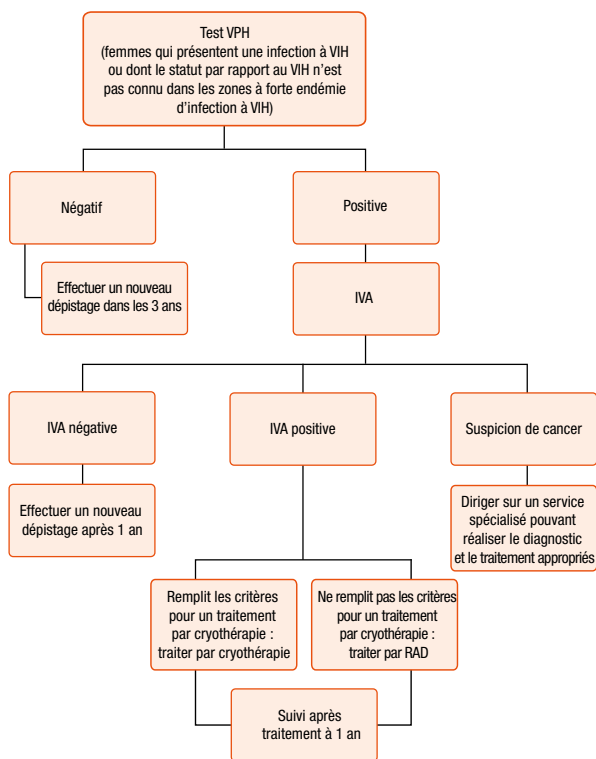 Test VPH
(femmes qui présentent une infection à VIH
ou dont le statut par rapport au VIH n'est
pas connu dans les zones à forte endémie
d'infection à VIH)
Négatif
Positive
Effectuer un nouveau
dépistage dans les 3 ans
IVA
IVA négative
IVA positive
Suspicion de cancer
Effectuer un nouveau
dépistage après 1 an
Diriger sur un service
spécialisé pouvant
réaliser le diagnostic
et le traitement appropriés
Remplit les critères
pour un traitement
par cryothérapie :
traiter par cryothérapie
Ne remplit pas les critères
pour un traitement
par cryothérapie :
traiter par RAD
Suivi après
traitement à 1 an